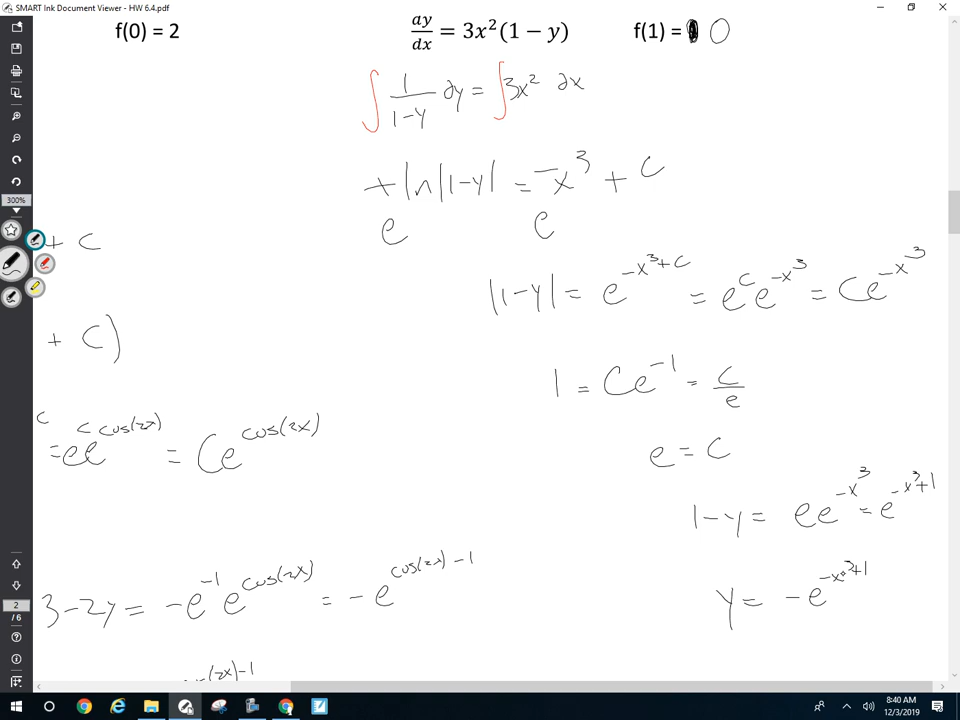 SMART Ink Document Viewer - HW 6.4.pdf
f(0) = 2
dy/dx = 3x²(1 − y)
f(1) = 0
∫ 1/(1-y) ∂y = ∫ 3x² ∂x
+ ln|1-y| = -x³ + C
e e
|1-y| = e^(-x³+C) = e^C e^(-x³) = Ce^(-x³)
1 = Ce^(-1) = C/e
e = C
1-y = ee^(-x³) = e^(-x³+1)
y = -e^(-x³+1)
+ C
+ C)
C
= e^C e^(cos(2x)) = Ce^(cos(2x))
3-2y = -e^(-1) e^(cos(2x)) = -e^(cos(2x)-1)
(2x)-1
300%
2
/ 6
8:40 AM
12/3/2019